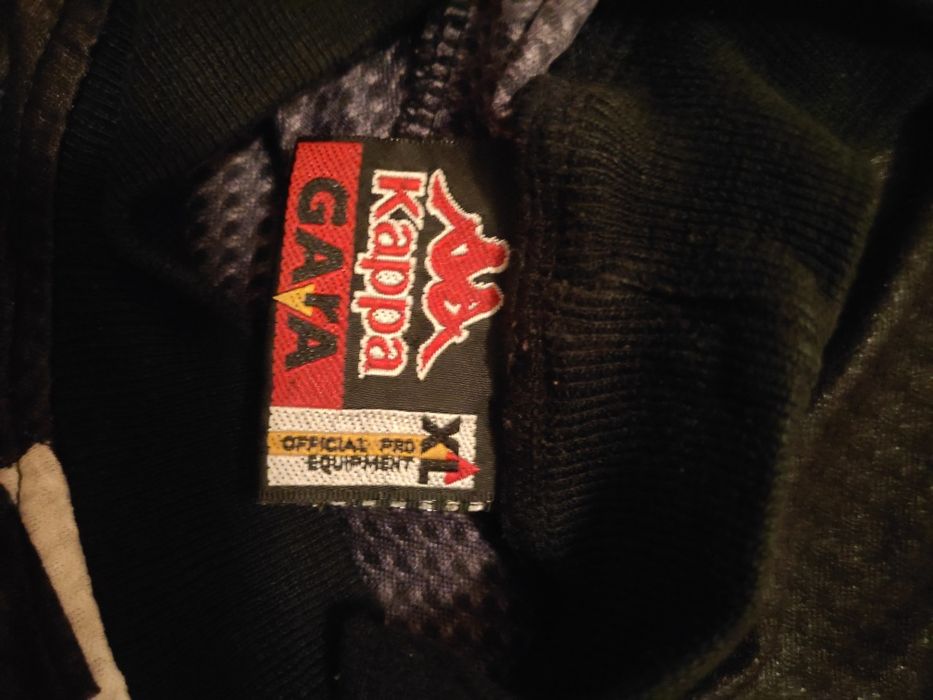 Kappa
GAVA
XL
OFFICIAL PRO
EQUIPMENT